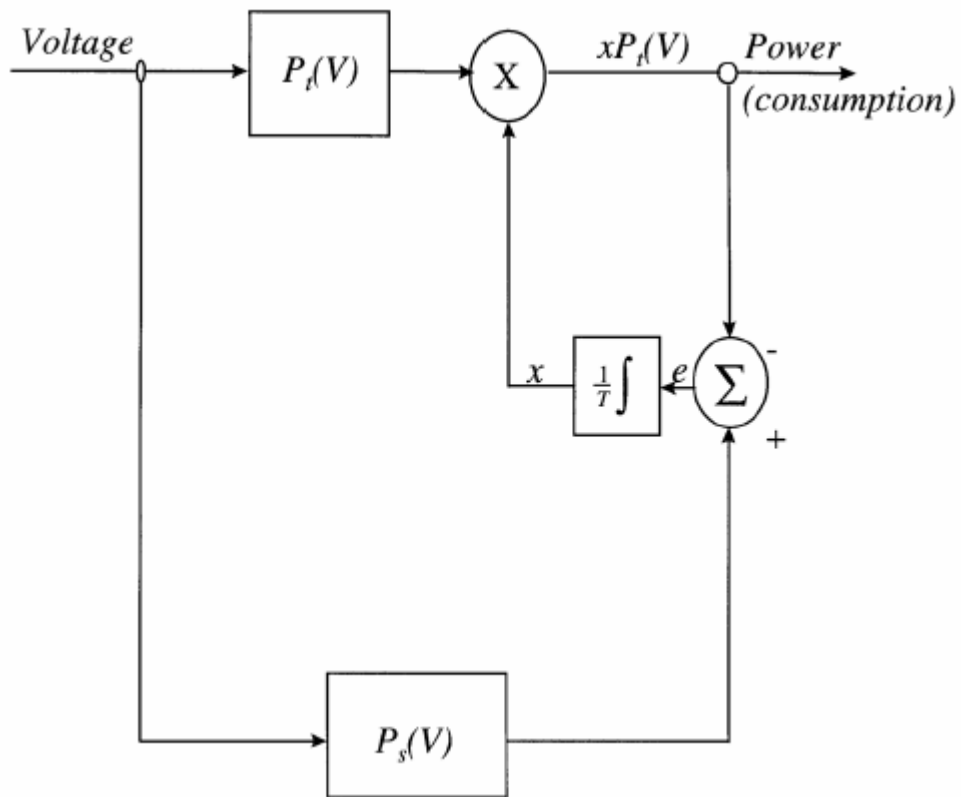 Voltage
P_t(V)
X
xP_t(V)
Power
(consumption)
x
1/T ∫
e
Σ
-
+
P_s(V)